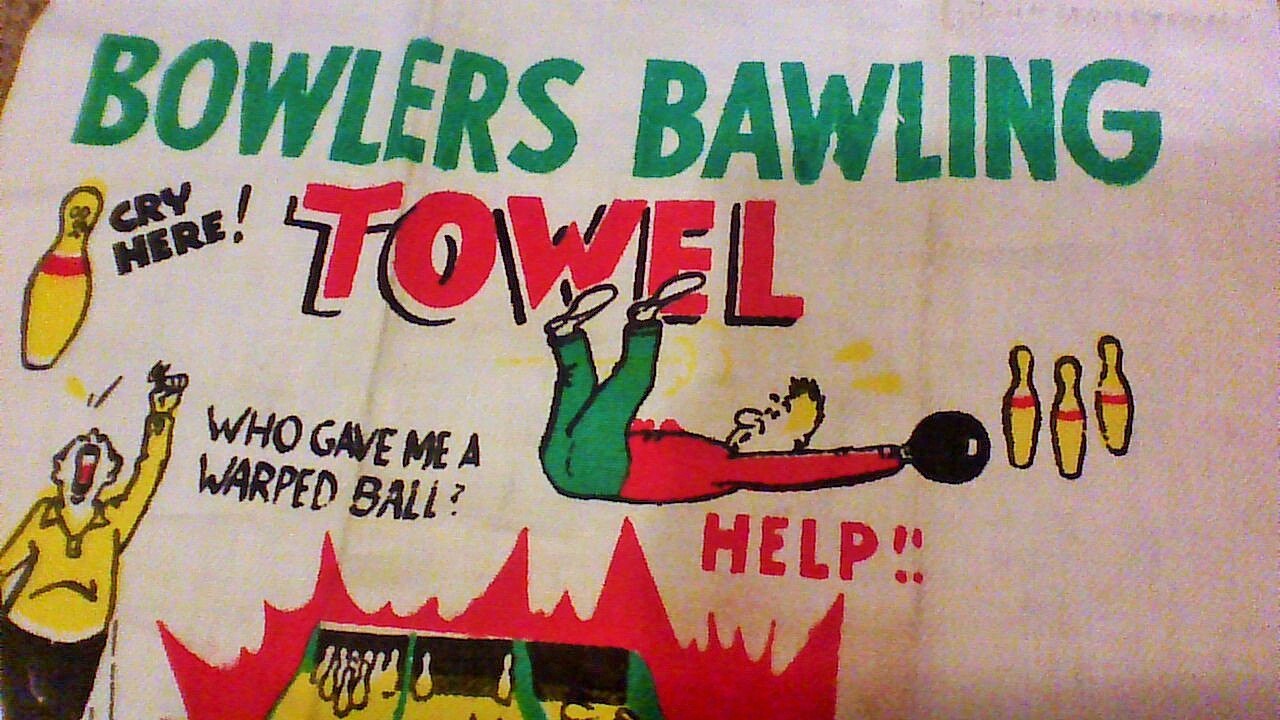 BOWLERS BAWLING
TOWEL
CRY
HERE!
WHO GAVE ME A
WARPED BALL?
HELP!!